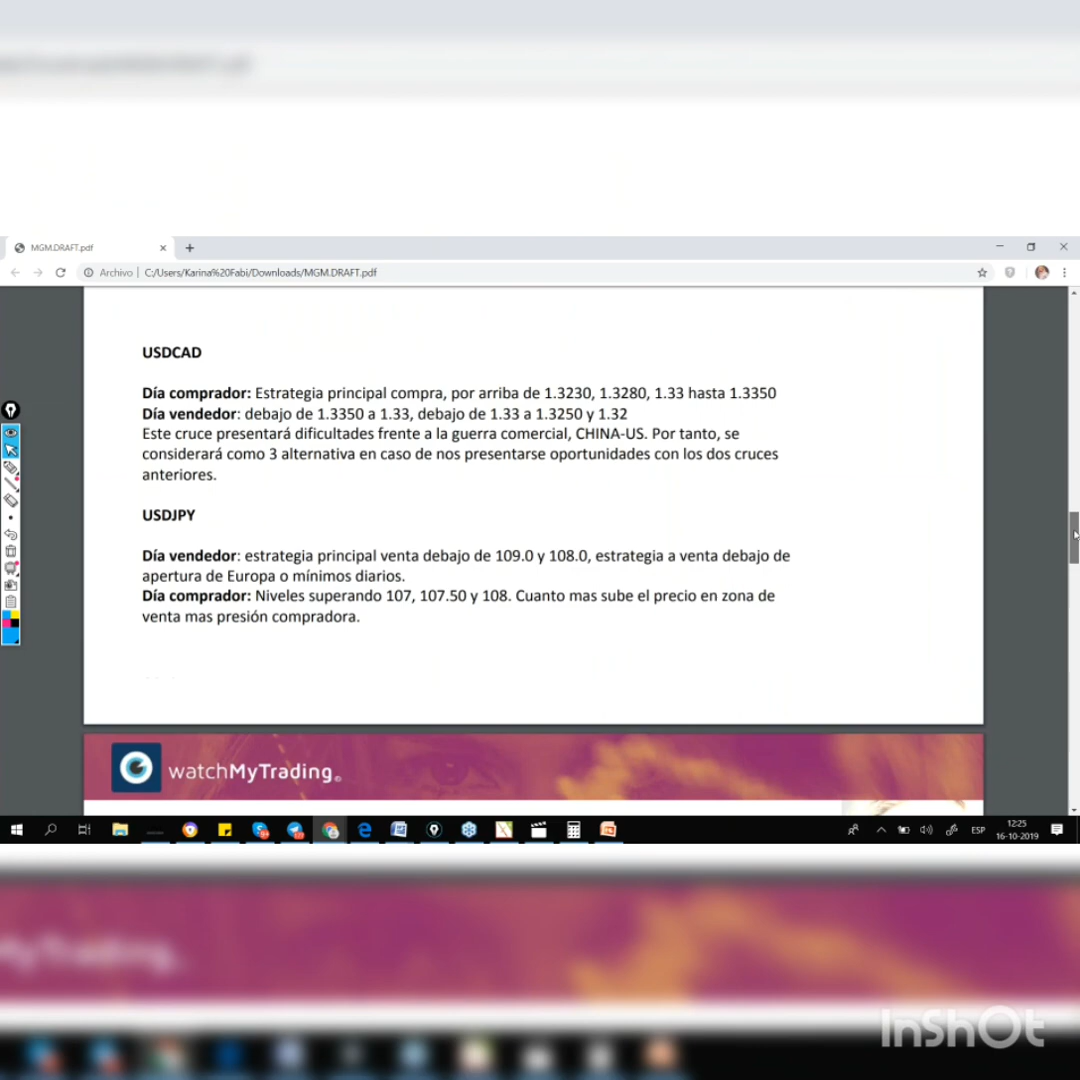 MGM.DRAFT.pdf
Archivo | C:/Users/Karina%20Fabi/Downloads/MGM.DRAFT.pdf
USDCAD
Día comprador: Estrategia principal compra, por arriba de 1.3230, 1.3280, 1.33 hasta 1.3350
Día vendedor: debajo de 1.3350 a 1.33, debajo de 1.33 a 1.3250 y 1.32
Este cruce presentará dificultades frente a la guerra comercial, CHINA-US. Por tanto, se
considerará como 3 alternativa en caso de nos presentarse oportunidades con los dos cruces
anteriores.
USDJPY
Día vendedor: estrategia principal venta debajo de 109.0 y 108.0, estrategia a venta debajo de
apertura de Europa o mínimos diarios.
Día comprador: Niveles superando 107, 107.50 y 108. Cuanto mas sube el precio en zona de
venta mas presión compradora.
watchMyTrading®
ESP
12:25
16-10-2019
MyTrading
InShOt